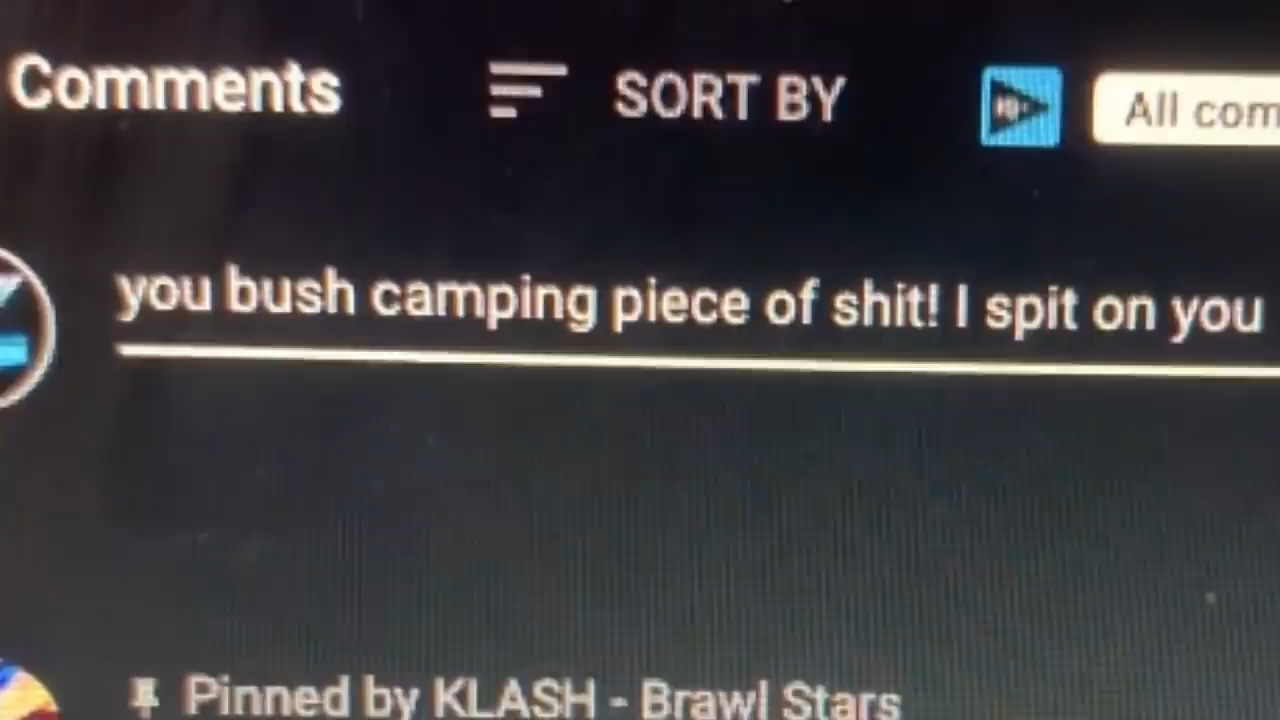 Comments SORT BY All com
you bush camping piece of shit! I spit on you
Pinned by KLASH - Brawl Stars